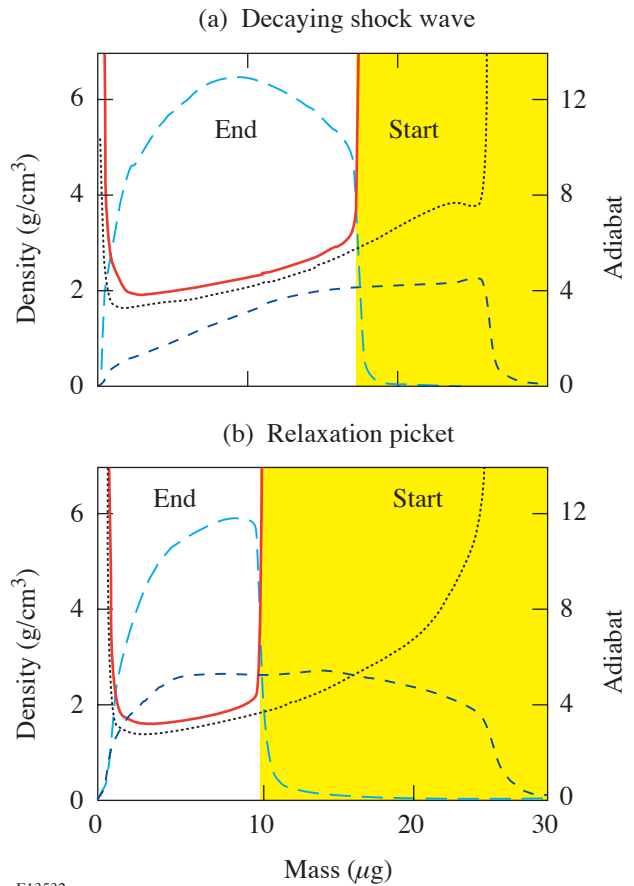 (a) Decaying shock wave
6
4
2
0
Density (g/cm³)
End
Start
12
8
4
0
Adiabat
(b) Relaxation picket
6
4
2
0
Density (g/cm³)
End
Start
12
8
4
0
Adiabat
0 10 20 30
Mass (μg)